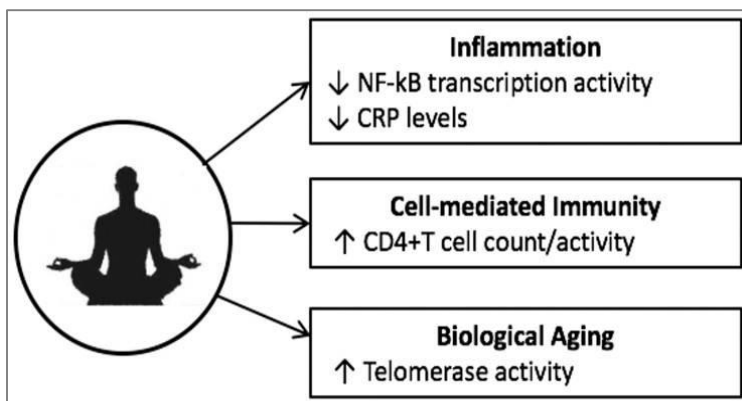 Inflammation
↓ NF-kB transcription activity
↓ CRP levels
Cell-mediated Immunity
↑ CD4+T cell count/activity
Biological Aging
↑ Telomerase activity